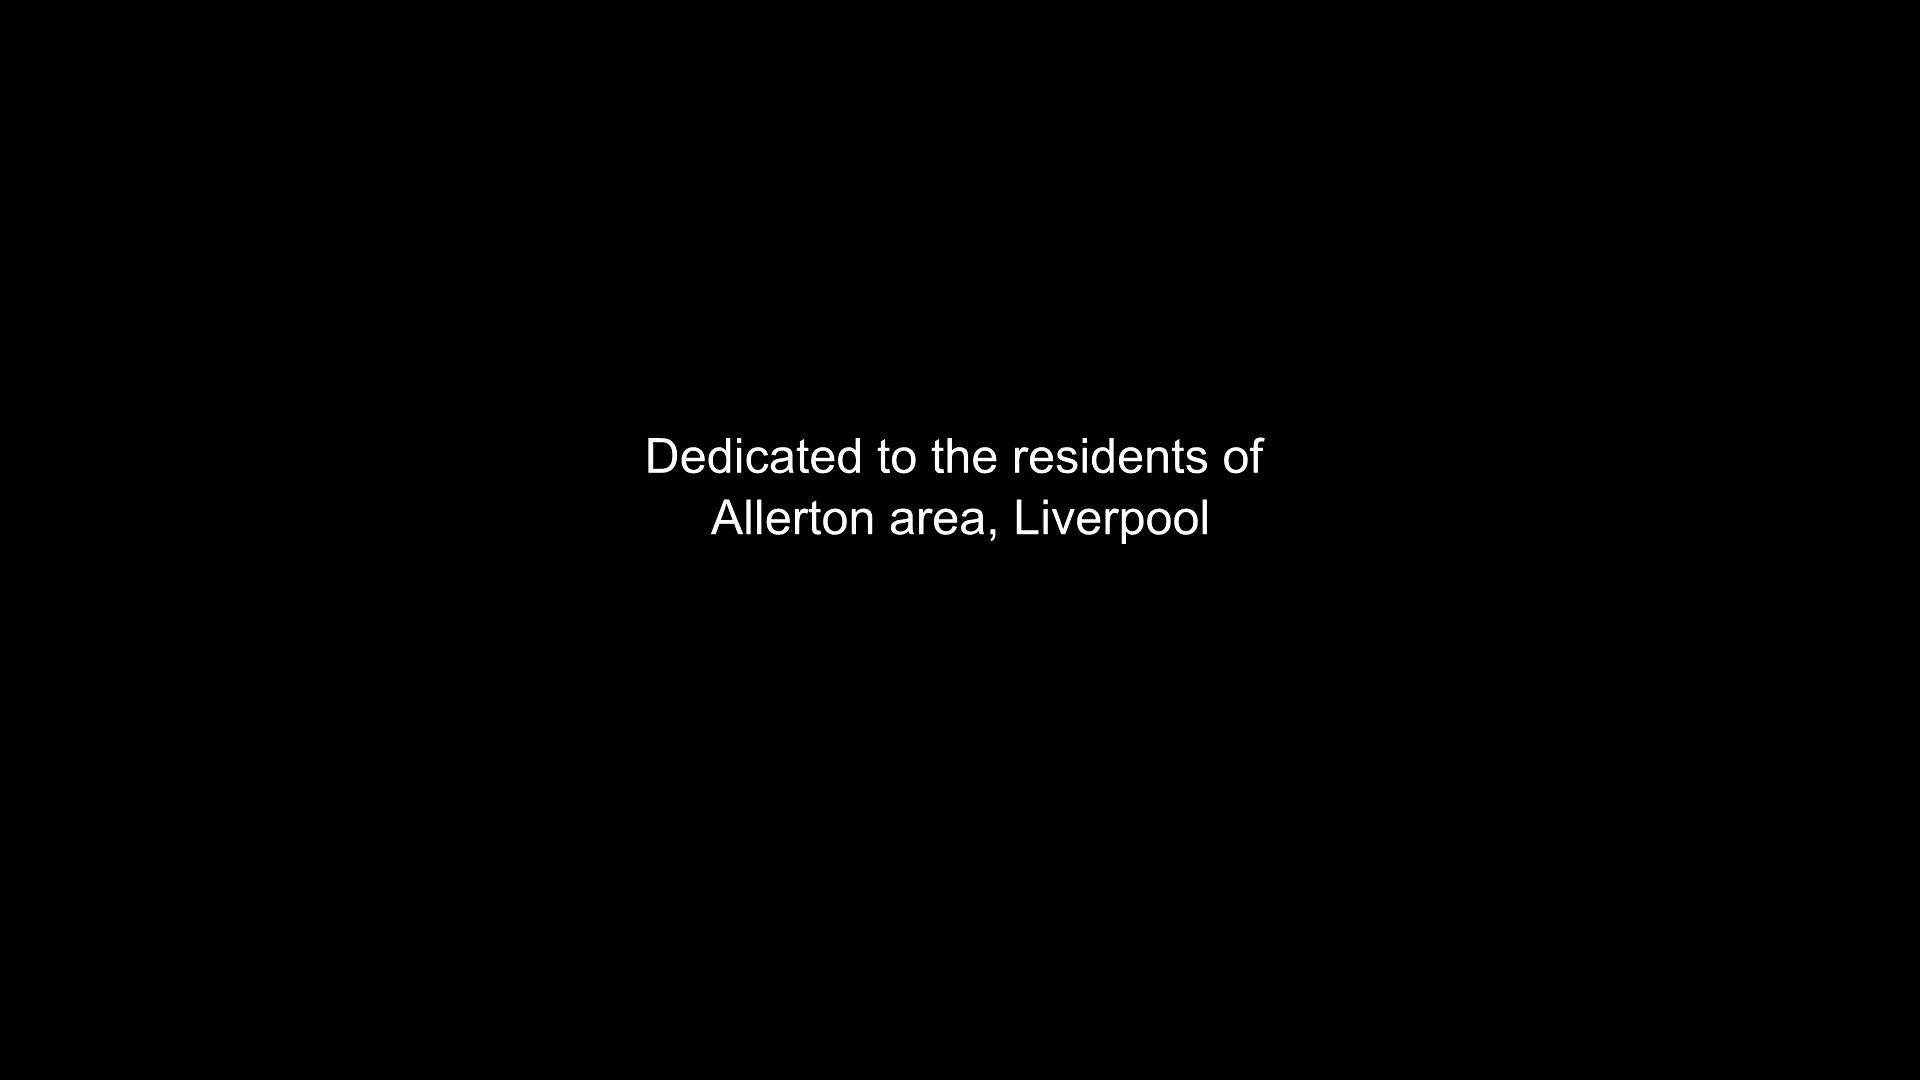 Dedicated to the residents of
Allerton area, Liverpool